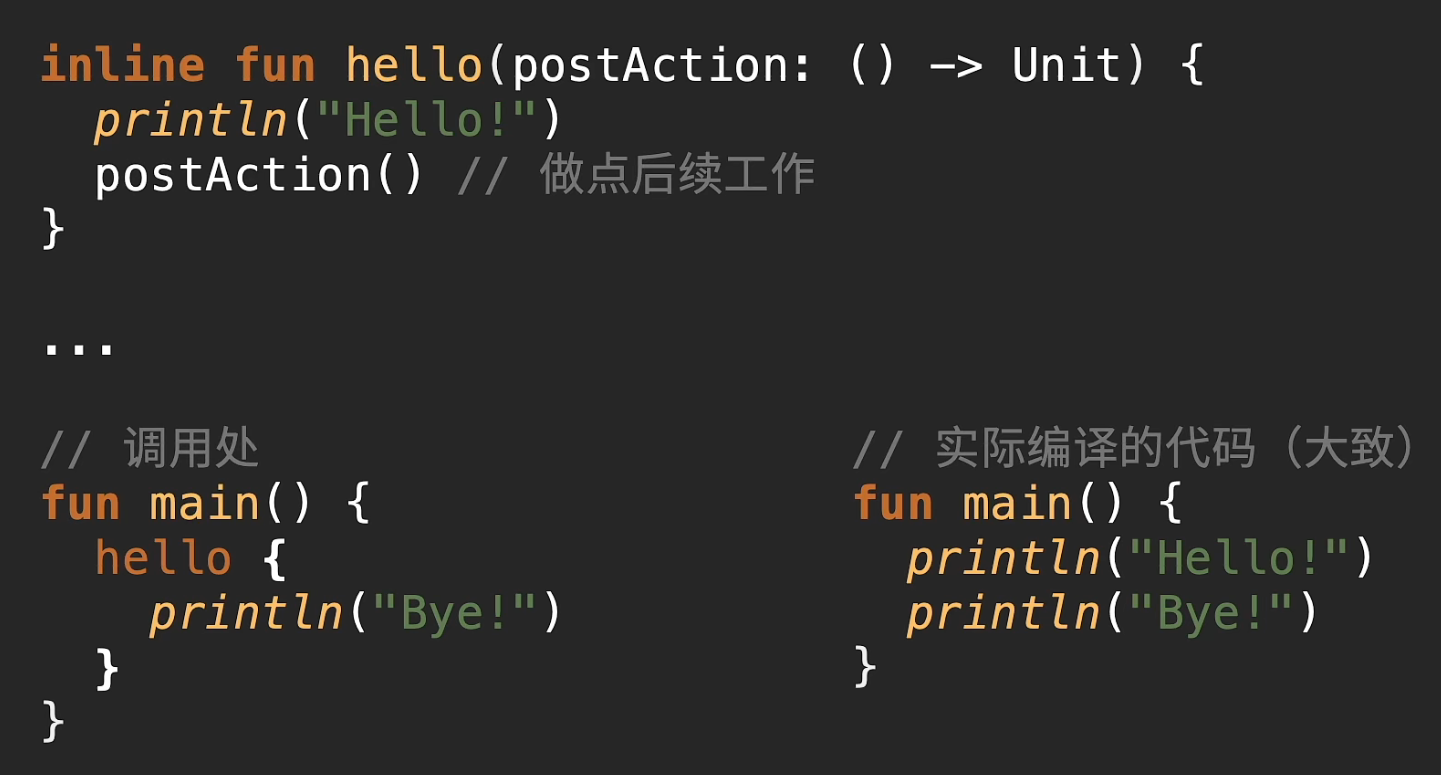 inline fun hello(postAction: () -> Unit) {
  println("Hello!")
  postAction() // 做点后续工作
}
...
// 调用处
fun main() {
  hello {
    println("Bye!")
  }
}
// 实际编译的代码（大致）
fun main() {
  println("Hello!")
  println("Bye!")
}